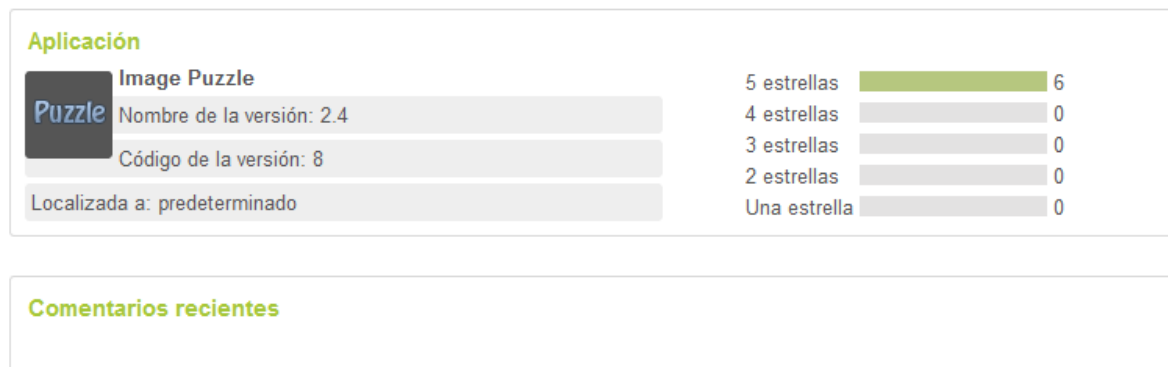 Aplicación
Puzzle
Image Puzzle
Nombre de la versión: 2.4
Código de la versión: 8
Localizada a: predeterminado
5 estrellas 6
4 estrellas 0
3 estrellas 0
2 estrellas 0
Una estrella 0
Comentarios recientes